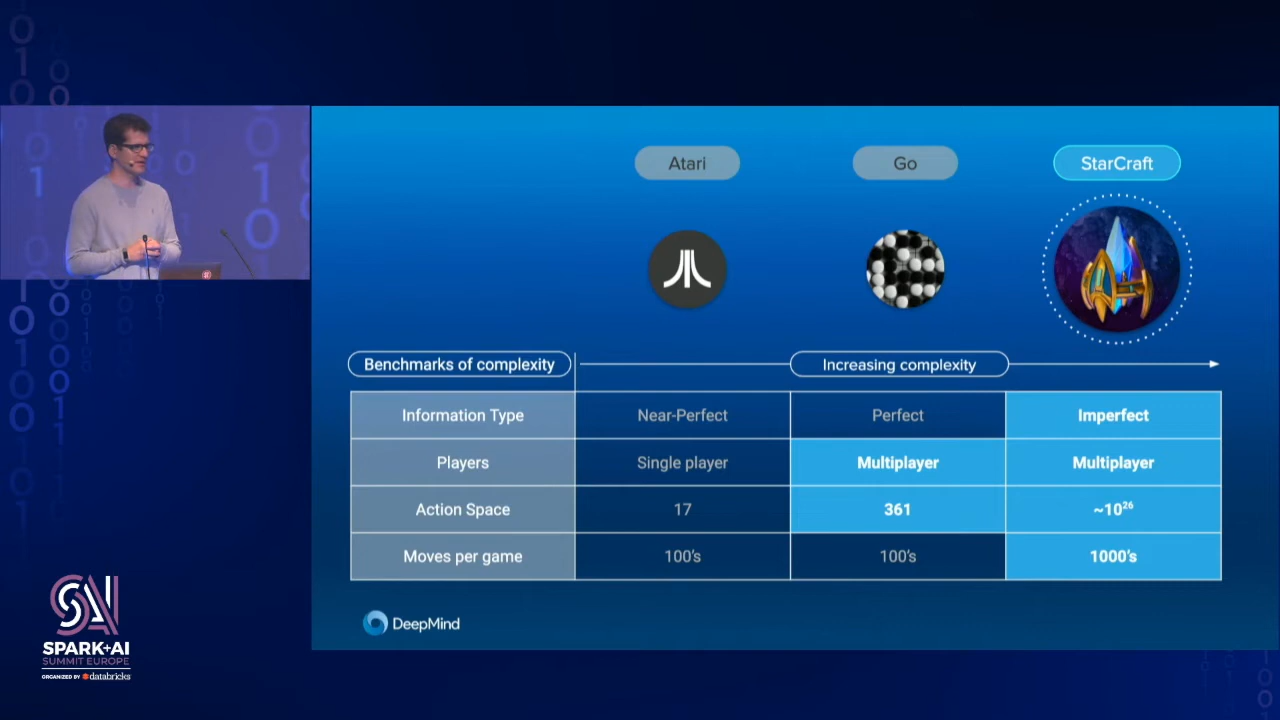 Atari
Go
StarCraft
Benchmarks of complexity
Increasing complexity
Information Type
Near-Perfect
Perfect
Imperfect
Players
Single player
Multiplayer
Multiplayer
Action Space
17
361
~10²⁶
Moves per game
100's
100's
1000's
DeepMind
SAI
SPARK+AI
SUMMIT EUROPE
ORGANIZED BY databricks